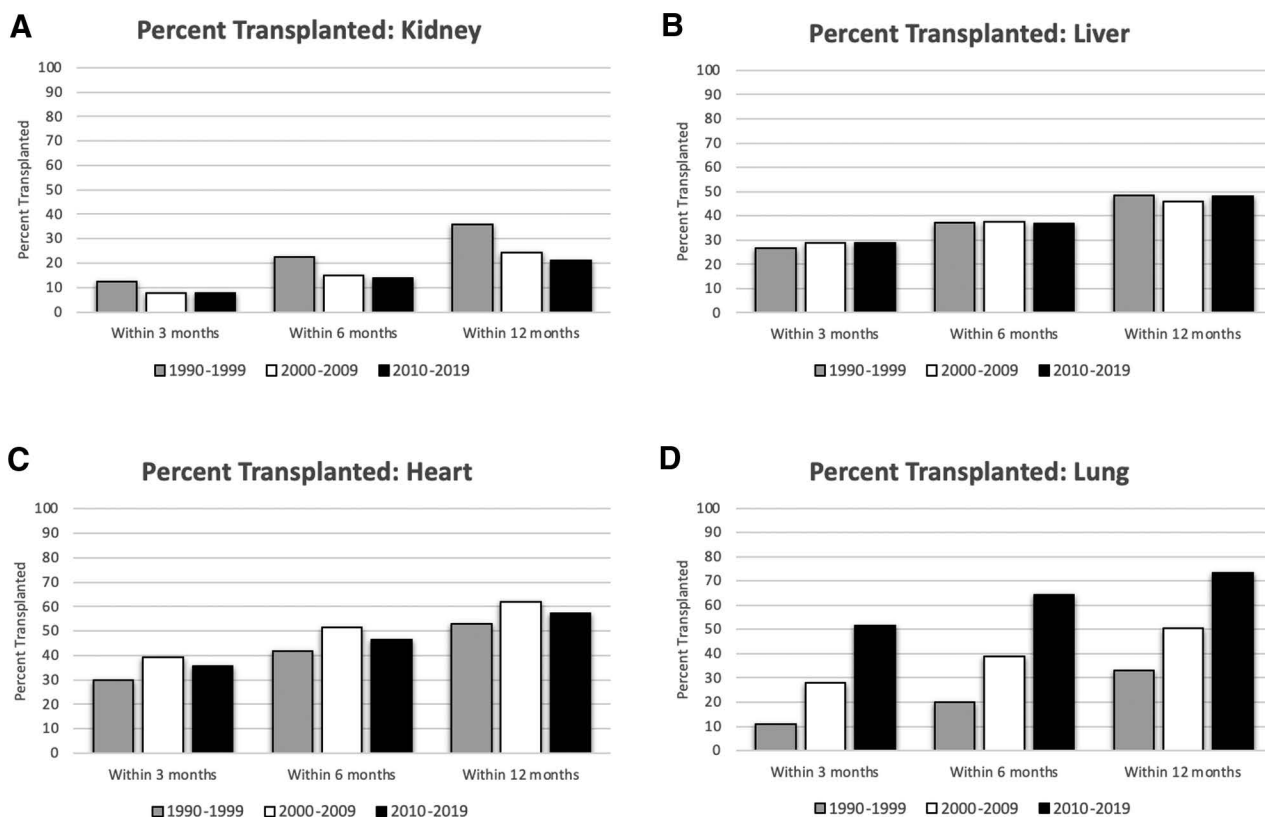 A
Percent Transplanted: Kidney
Percent Transplanted
100
90
80
70
60
50
40
30
20
10
0
Within 3 months
Within 6 months
Within 12 months
1990-1999 2000-2009 2010-2019
B
Percent Transplanted: Liver
Percent Transplanted
100
90
80
70
60
50
40
30
20
10
0
Within 3 months
Within 6 months
Within 12 months
1990-1999 2000-2009 2010-2019
C
Percent Transplanted: Heart
Percent Transplanted
100
90
80
70
60
50
40
30
20
10
0
Within 3 months
Within 6 months
Within 12 months
1990-1999 2000-2009 2010-2019
D
Percent Transplanted: Lung
Percent Transplanted
100
90
80
70
60
50
40
30
20
10
0
Within 3 months
Within 6 months
Within 12 months
1990-1999 2000-2009 2010-2019